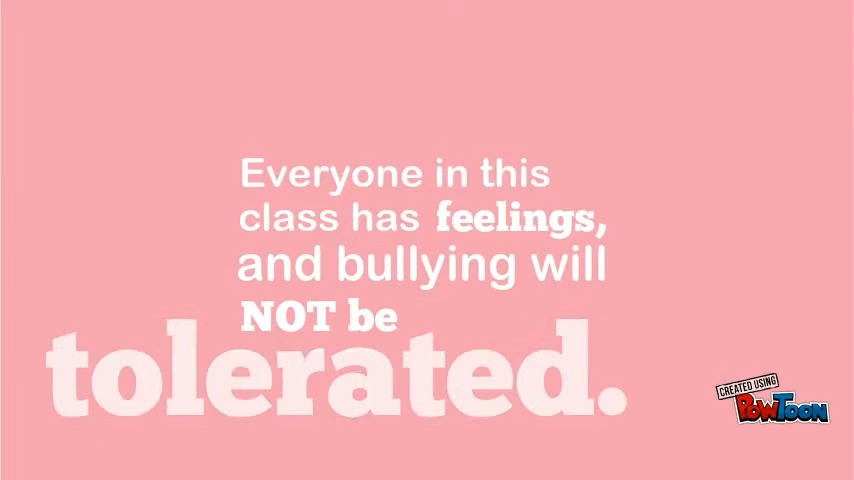 Everyone in this
class has feelings,
and bullying will
NOT be
tolerated.
CREATED USING
PowToon